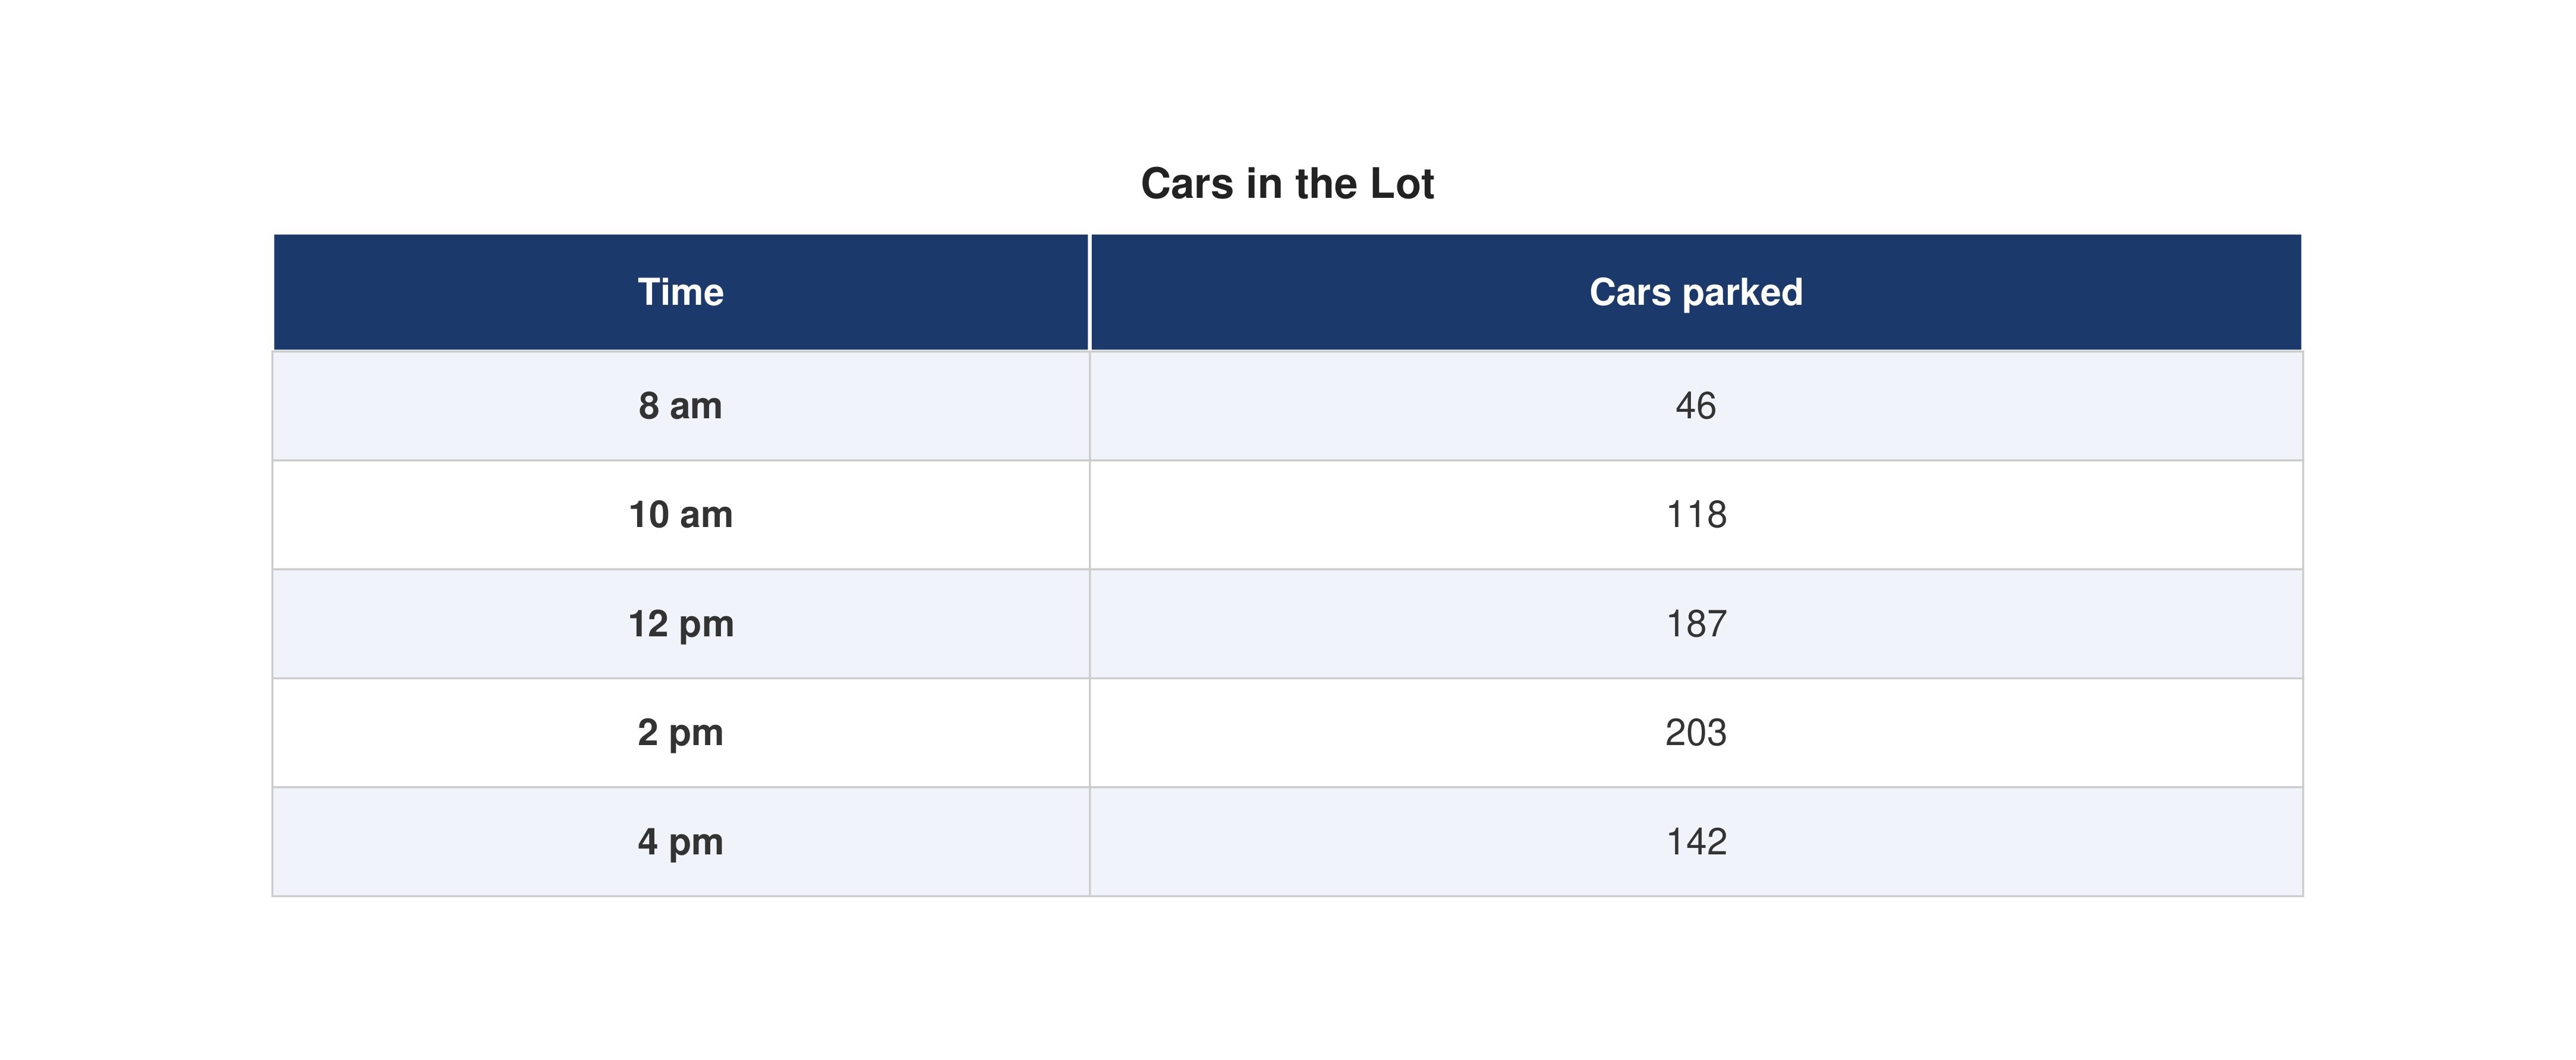 Cars in the Lot
Time Cars parked
8 am 46
10 am 118
12 pm 187
2 pm 203
4 pm 142